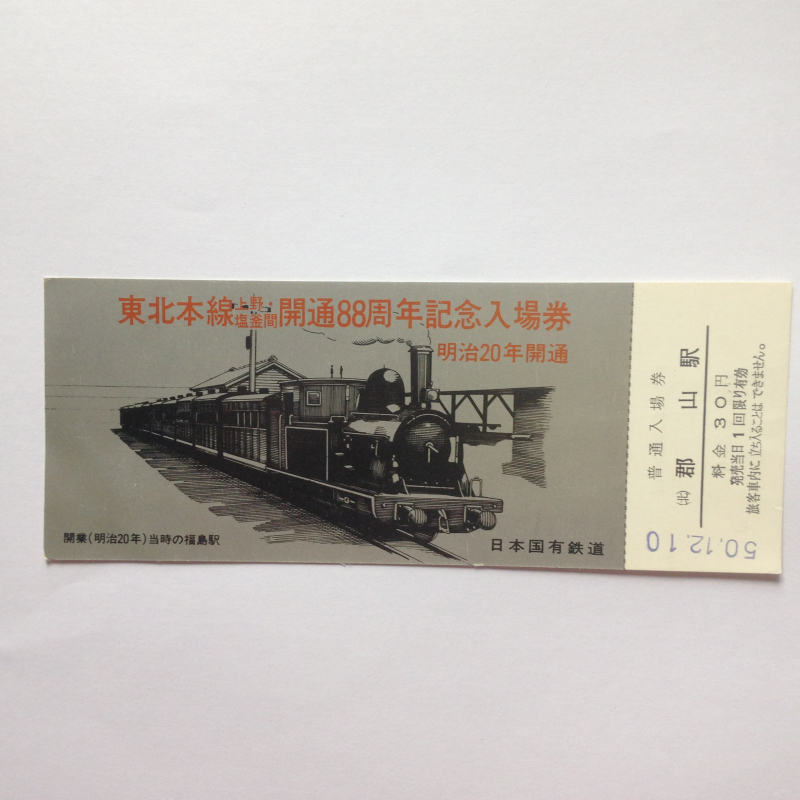 東北本線上野・塩釜間開通88周年記念入場券
明治20年開通
開業(明治20年)当時の福島駅
日本国有鉄道
普通入場券
(北) 郡山駅
料金30円
発売当日1回限り有効
旅客車内に立ち入ることはできません。
50.12.10